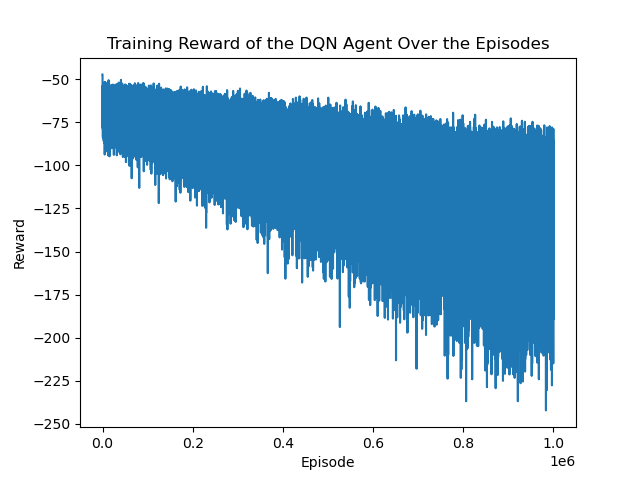 Training Reward of the DQN Agent Over the Episodes
−50
−75
−100
−125
−150
−175
−200
−225
−250
Reward
0.0 0.2 0.4 0.6 0.8 1.0
1e6
Episode